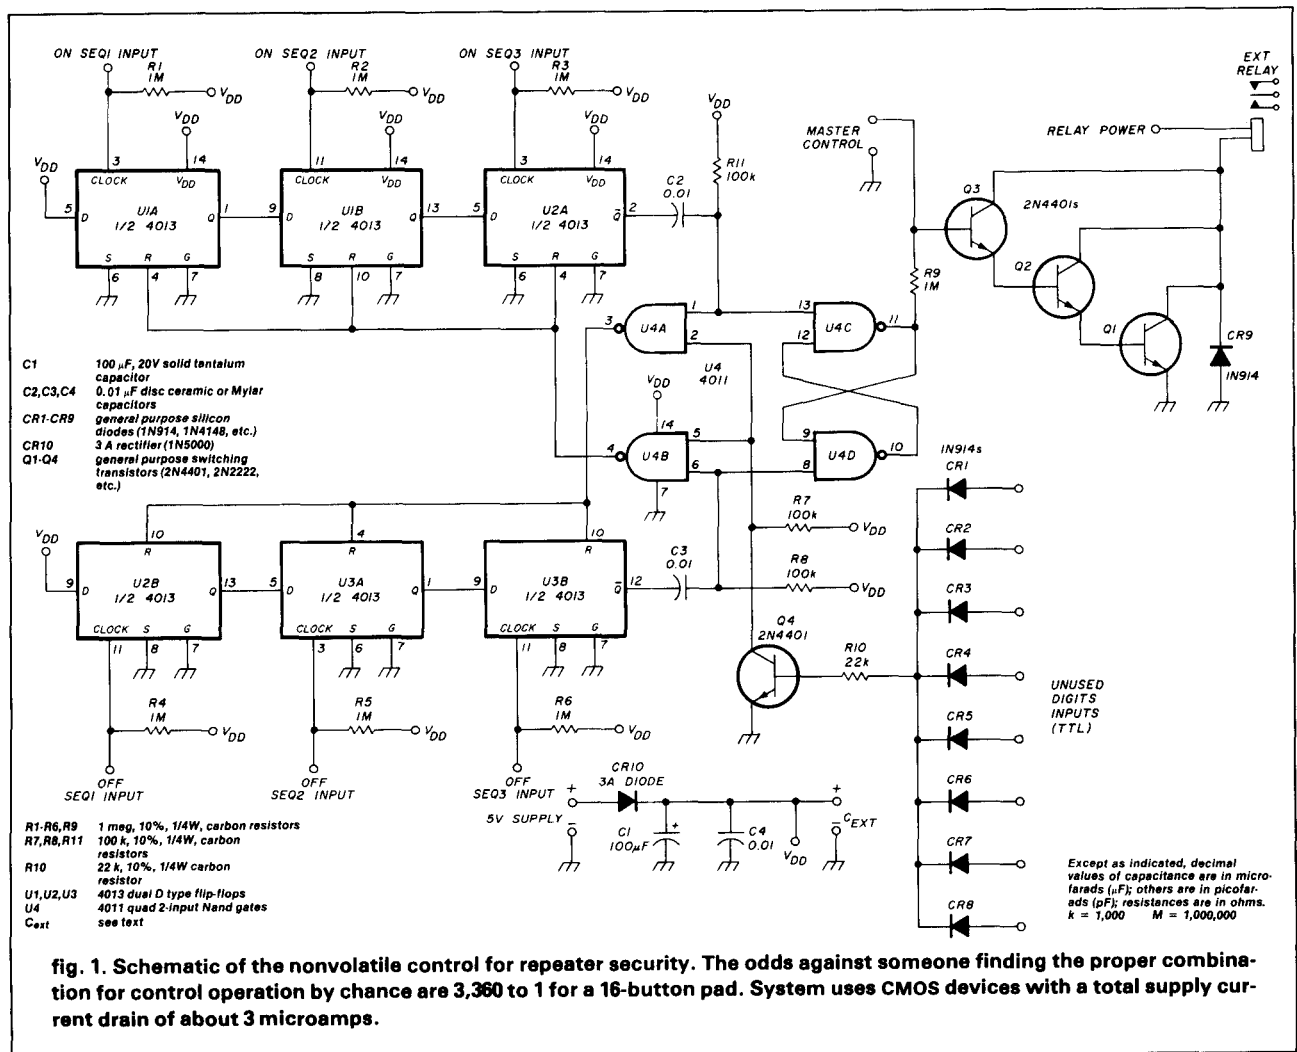 ON SEQ1 INPUT
R1
1M
VDD
VDD
VDD
3
14
CLOCK
VDD
5
D
U1A
1/2 4013
Q
1
S
R
G
6
4
7
ON SEQ2 INPUT
R2
1M
VDD
VDD
11
14
CLOCK
VDD
9
D
U1B
1/2 4013
Q
13
S
R
G
8
10
7
ON SEQ3 INPUT
R3
1M
VDD
VDD
3
14
CLOCK
VDD
5
D
U2A
1/2 4013
Q̅
2
S
R
G
6
4
7
C2
0.01
VDD
R11
100k
MASTER
CONTROL
RELAY POWER
EXT
RELAY
Q3
2N4401s
Q2
Q1
CR9
1N914
R9
1M
3
U4A
1
2
13
12
U4C
11
U4
4011
VDD
14
4
U4B
5
6
7
9
8
U4D
10
C1 100 µF, 20V solid tantalum
capacitor
C2,C3,C4 0.01 µF disc ceramic or Mylar
capacitors
CR1-CR9 general purpose silicon
diodes (1N914, 1N4148, etc.)
CR10 3 A rectifier (1N5000)
Q1-Q4 general purpose switching
transistors (2N4401, 2N2222,
etc.)
VDD
10
R
9
D
U2B
1/2 4013
Q
13
CLOCK
S
G
11
8
7
R4
1M
VDD
OFF
SEQ1 INPUT
4
R
5
D
U3A
1/2 4013
Q
1
CLOCK
S
G
3
6
7
R5
1M
VDD
OFF
SEQ2 INPUT
10
R
9
D
U3B
1/2 4013
Q̅
12
CLOCK
S
G
11
8
7
R6
1M
VDD
OFF
SEQ3 INPUT
C3
0.01
R7
100k
VDD
R8
100k
VDD
Q4
2N4401
R10
22k
1N914s
CR1
CR2
CR3
CR4
CR5
CR6
CR7
CR8
UNUSED
DIGITS
INPUTS
(TTL)
CR10
3A DIODE
+
5V SUPPLY
−
C1
100µF
+
C4
0.01
VDD
+
−
CEXT
R1-R6,R9 1 meg, 10%, 1/4W, carbon resistors
R7,R8,R11 100 k, 10%, 1/4W, carbon
resistors
R10 22 k, 10%, 1/4W carbon
resistor
U1,U2,U3 4013 dual D type flip-flops
U4 4011 quad 2-input Nand gates
Cext see text
Except as indicated, decimal
values of capacitance are in micro-
farads (µF); others are in picofar-
ads (pF); resistances are in ohms.
k = 1,000 M = 1,000,000
fig. 1. Schematic of the nonvolatile control for repeater security. The odds against someone finding the proper combina-
tion for control operation by chance are 3,360 to 1 for a 16-button pad. System uses CMOS devices with a total supply cur-
rent drain of about 3 microamps.